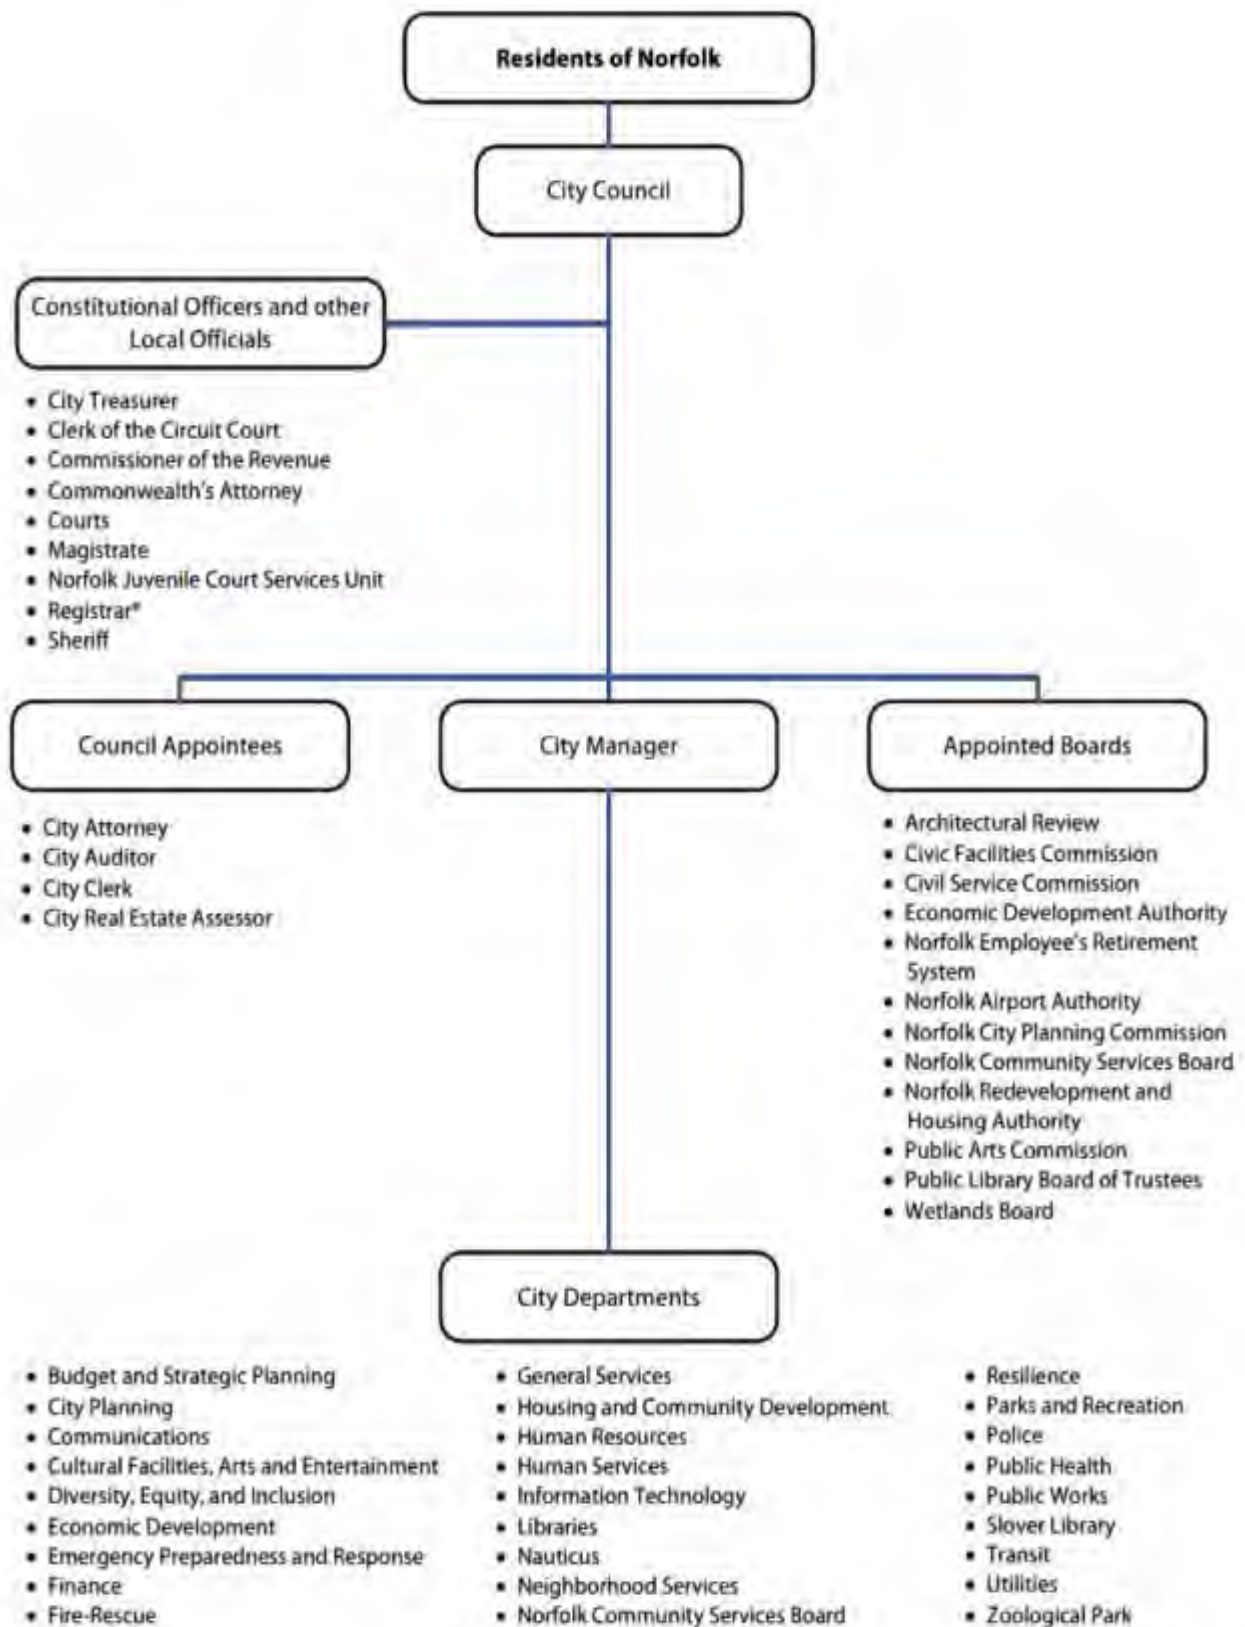 Residents of Norfolk
City Council
Constitutional Officers and other
Local Officials
• City Treasurer
• Clerk of the Circuit Court
• Commissioner of the Revenue
• Commonwealth's Attorney
• Courts
• Magistrate
• Norfolk Juvenile Court Services Unit
• Registrar*
• Sheriff
Council Appointees
• City Attorney
• City Auditor
• City Clerk
• City Real Estate Assessor
City Manager
Appointed Boards
• Architectural Review
• Civic Facilities Commission
• Civil Service Commission
• Economic Development Authority
• Norfolk Employee's Retirement
System
• Norfolk Airport Authority
• Norfolk City Planning Commission
• Norfolk Community Services Board
• Norfolk Redevelopment and
Housing Authority
• Public Arts Commission
• Public Library Board of Trustees
• Wetlands Board
City Departments
• Budget and Strategic Planning
• City Planning
• Communications
• Cultural Facilities, Arts and Entertainment
• Diversity, Equity, and Inclusion
• Economic Development
• Emergency Preparedness and Response
• Finance
• Fire-Rescue
• General Services
• Housing and Community Development
• Human Resources
• Human Services
• Information Technology
• Libraries
• Nauticus
• Neighborhood Services
• Norfolk Community Services Board
• Resilience
• Parks and Recreation
• Police
• Public Health
• Public Works
• Slover Library
• Transit
• Utilities
• Zoological Park